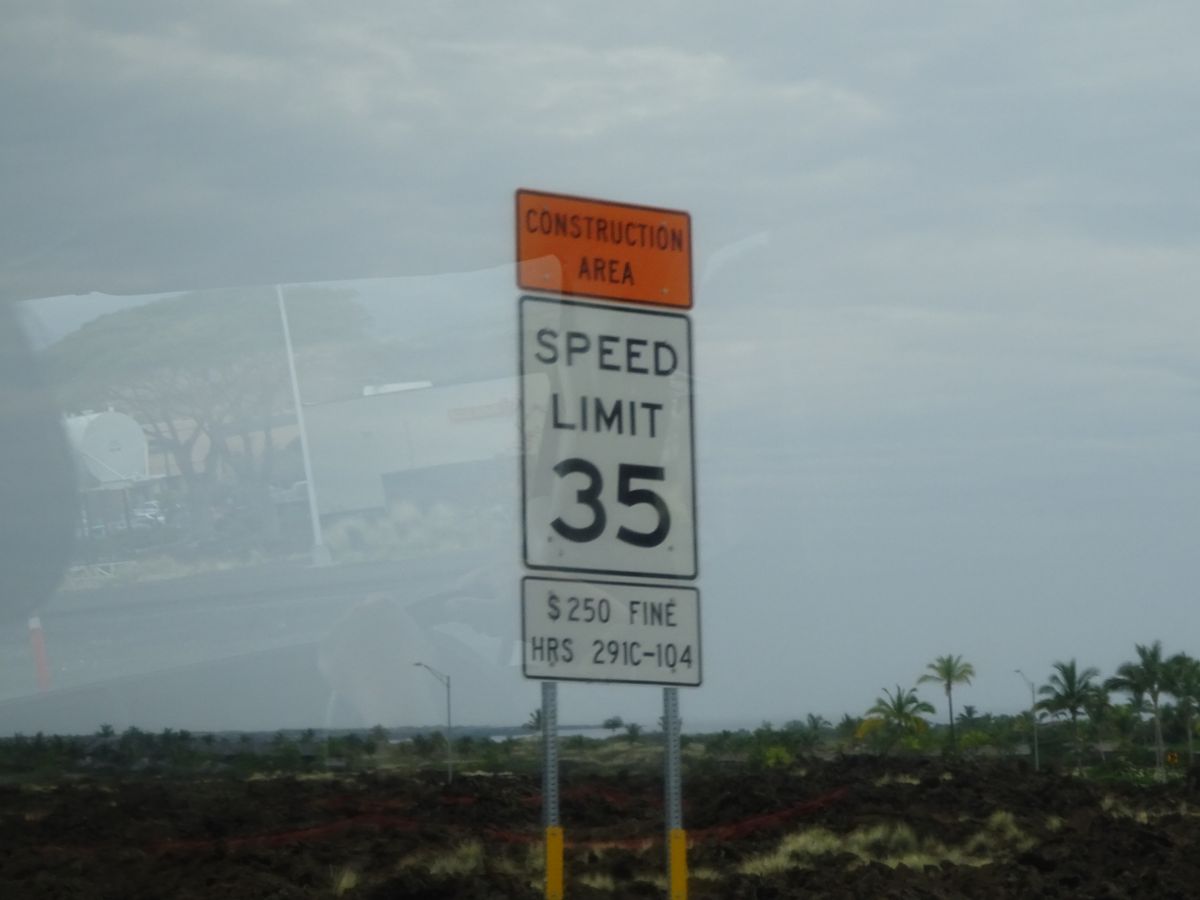 CONSTRUCTION
AREA
SPEED
LIMIT
35
$250 FINE
HRS 291C-104